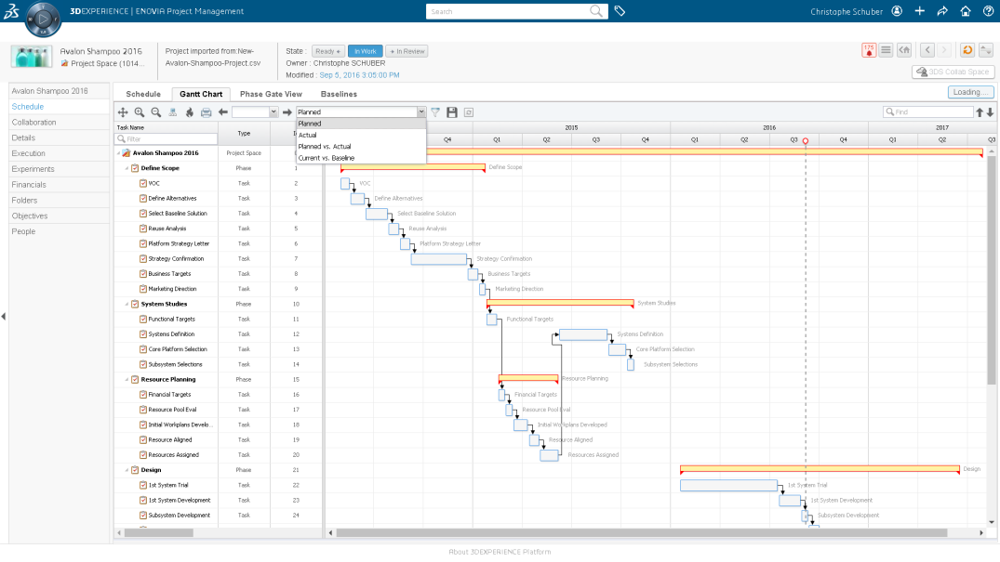 3DEXPERIENCE | ENOVIA Project Management
Search
Christophe Schuber
Avalon Shampoo 2016
Project Space (1014...
Project imported from:New-
Avalon-Shampoo-Project.csv
State : Ready + In Work + In Review
Owner : Christophe SCHUBER
Modified : Sep 5, 2016 3:05:00 PM
175
3DS Collab Space
Avalon Shampoo 2016
Schedule
Collaboration
Details
Execution
Experiments
Financials
Folders
Objectives
People
Schedule Gantt Chart Phase Gate View Baselines
Loading...
Planned
Find
Planned
Actual
Planned vs. Actual
Current vs. Baseline
Task Name Type 2015 2016 2017
Filter
Q4 Q1 Q2 Q3 Q4 Q1 Q2 Q3 Q4 Q1 Q2 Q3
Avalon Shampoo 2016 Project Space
Define Scope Phase 1 Define Scope
VOC Task 2 VOC
Define Alternatives Task 3 Define Alternatives
Select Baseline Solution Task 4 Select Baseline Solution
Reuse Analysis Task 5 Reuse Analysis
Platform Strategy Letter Task 6 Platform Strategy Letter
Strategy Confirmation Task 7 Strategy Confirmation
Business Targets Task 8 Business Targets
Marketing Direction Task 9 Marketing Direction
System Studies Phase 10 System Studies
Functional Targets Task 11 Functional Targets
Systems Definition Task 12 Systems Definition
Core Platform Selection Task 13 Core Platform Selection
Subsystem Selections Task 14 Subsystem Selections
Resource Planning Phase 15 Resource Planning
Financial Targets Task 16 Financial Targets
Resource Pool Eval Task 17 Resource Pool Eval
Initial Workplans Develo... Task 18 Initial Workplans Developed
Resource Aligned Task 19 Resource Aligned
Resources Assigned Task 20 Resources Assigned
Design Phase 21 Design
1st System Trial Task 22 1st System Trial
1st System Development Task 23 1st System Development
Subsystem Development Task 24 Subsystem Development
About 3DEXPERIENCE Platform